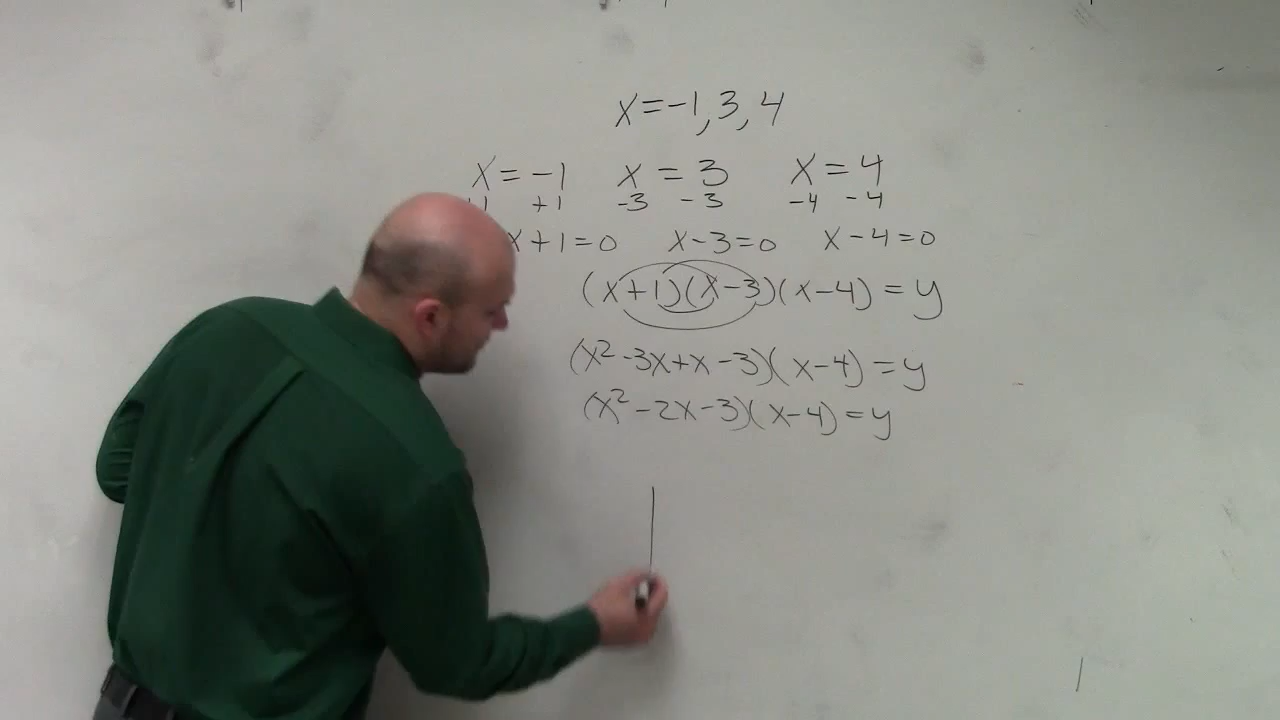 x = -1, 3, 4
x = -1 x = 3 x = 4
+1 +1 -3 -3 -4 -4
x+1=0 x-3=0 x-4=0
(x+1)(x-3)(x-4) = y
(x²-3x+x-3)(x-4) = y
(x²-2x-3)(x-4) = y